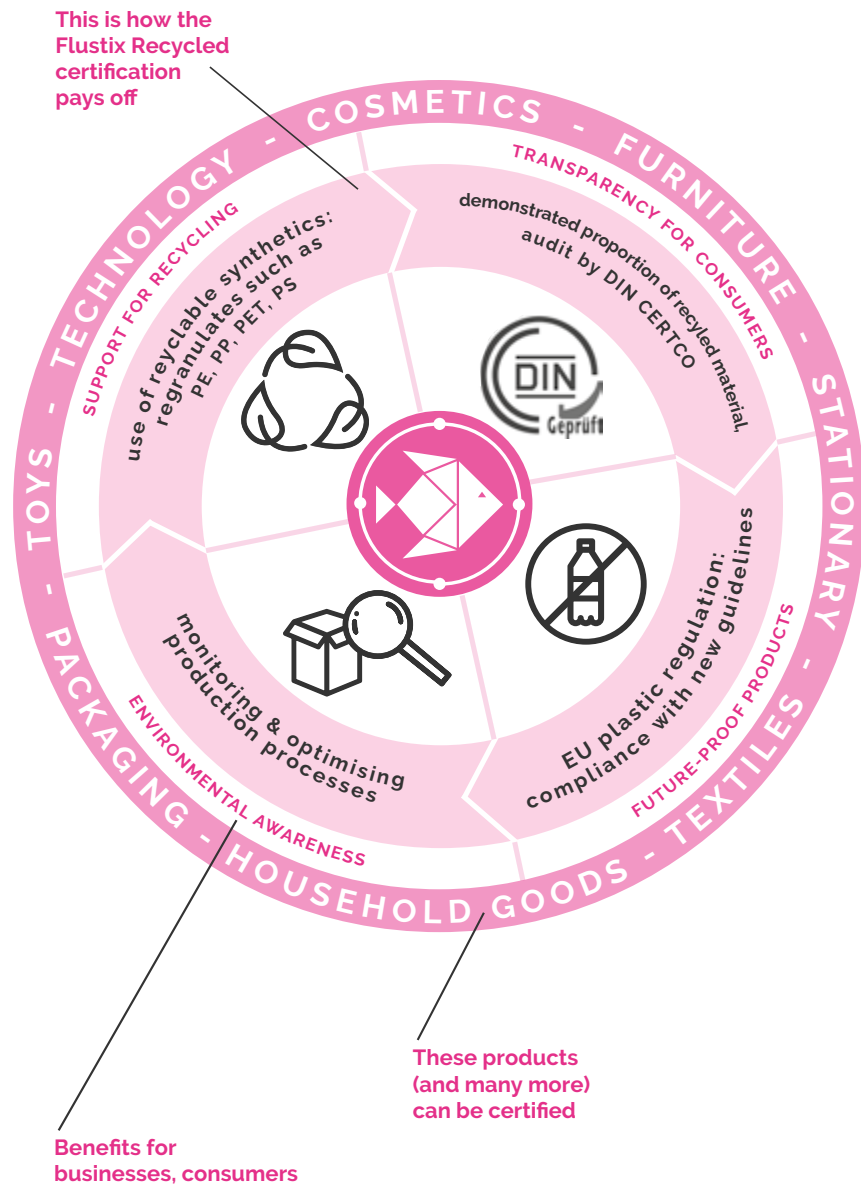 This is how the
Flustix Recycled
certification
pays off
TOYS - TECHNOLOGY - COSMETICS - FURNITURE - STATIONARY - TEXTILES - HOUSEHOLD GOODS - PACKAGING -
SUPPORT FOR RECYCLING
use of reyclable synthetics:
regranulates such as
PE, PP, PET, PS
TRANSPARENCY FOR CONSUMERS
demonstrated proportion of recyled material,
audit by DIN CERTCO
DIN
Geprüft
FUTURE-PROOF PRODUCTS
EU plastic regulation:
compliance with new guidelines
ENVIRONMENTAL AWARENESS
monitoring & optimising
production processes
These products
(and many more)
can be certified
Benefits for
businesses, consumers